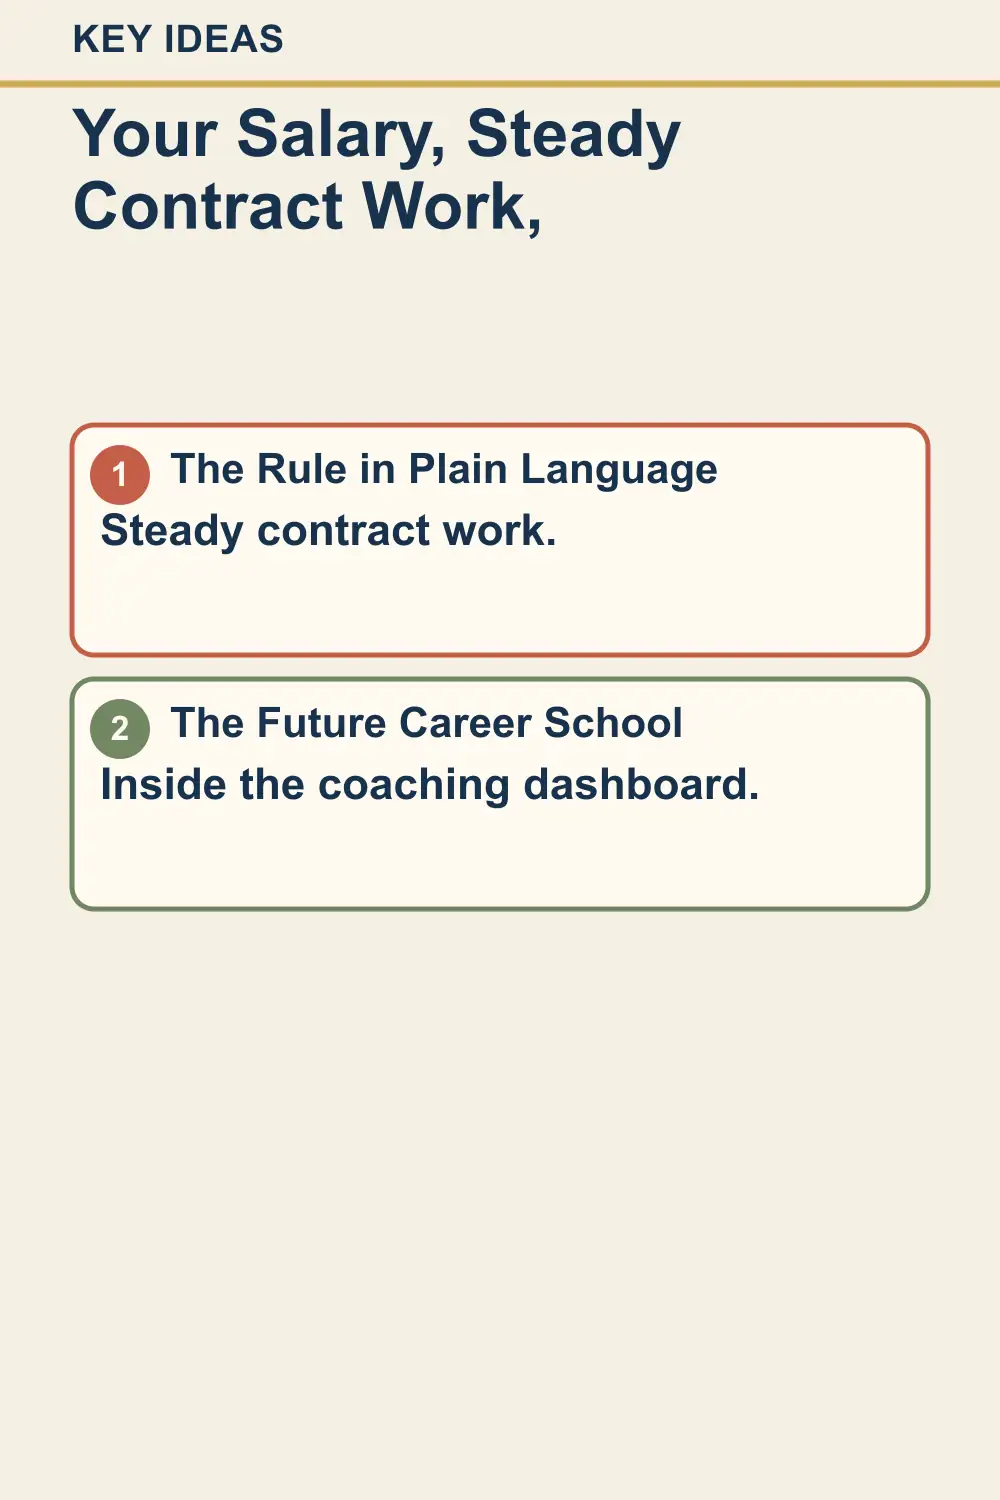 KEY IDEAS
Your Salary, Steady
Contract Work,
1 The Rule in Plain Language
Steady contract work.
2 The Future Career School
Inside the coaching dashboard.